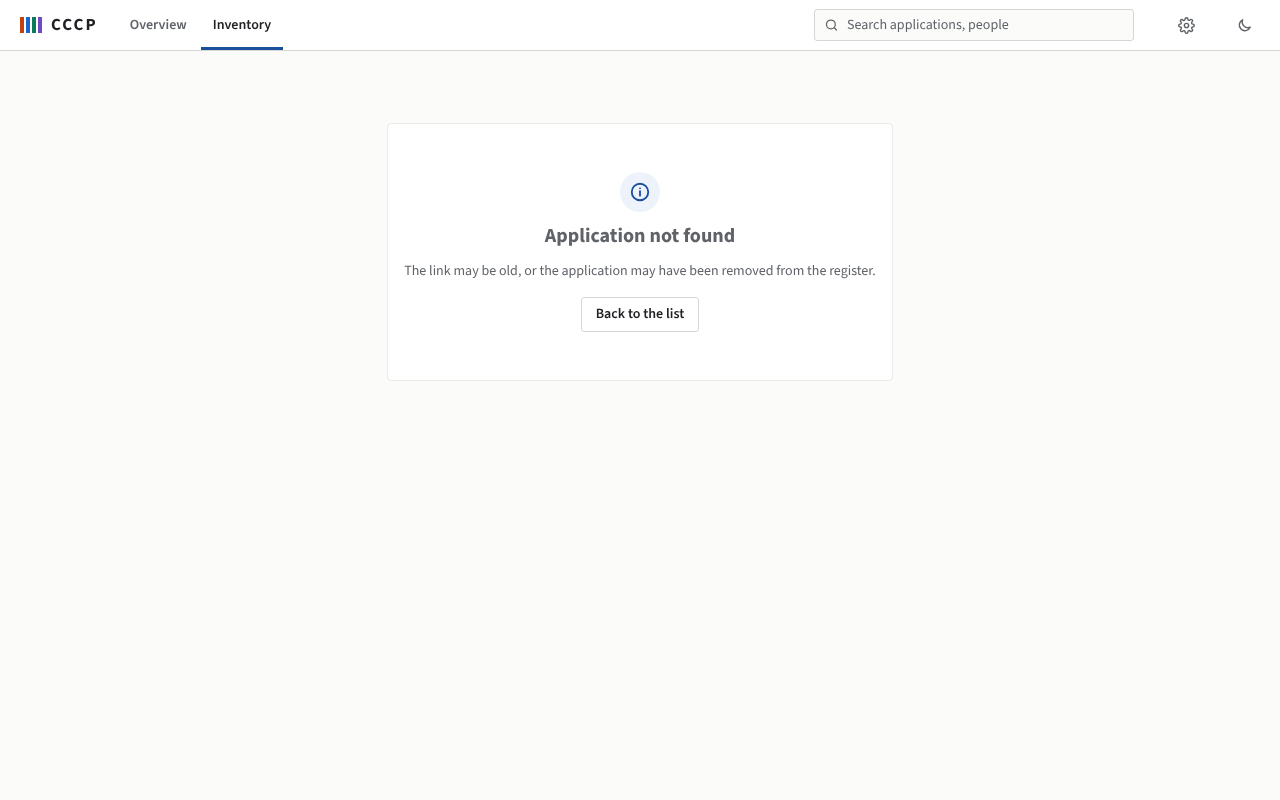 CCCP
Overview
Inventory
Search applications, people
Application not found
The link may be old, or the application may have been removed from the register.
Back to the list